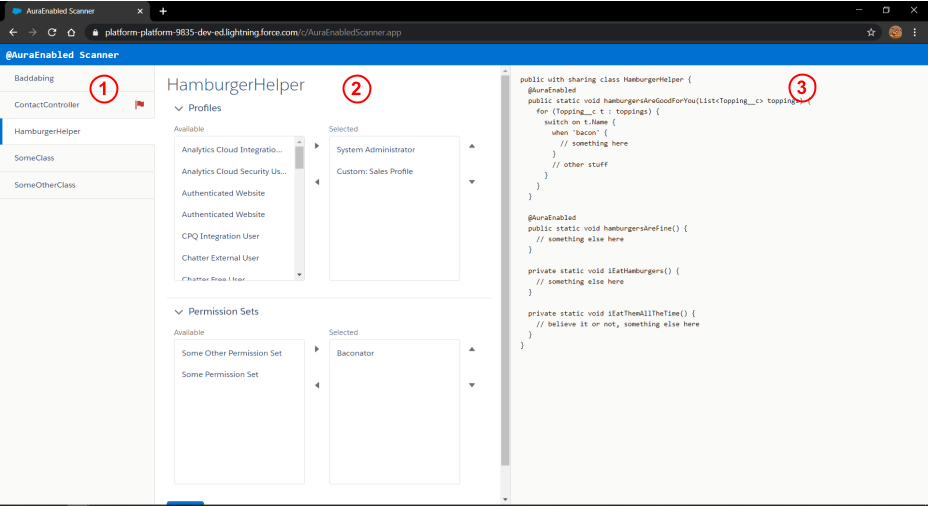 AuraEnabled Scanner
platform-platform-9835-dev-ed.lightning.force.com/c/AuraEnabledScanner.app
@AuraEnabled Scanner
Baddabing
ContactController
HamburgerHelper
SomeClass
SomeOtherClass
1
HamburgerHelper
2
Profiles
Available
Analytics Cloud Integratio...
Analytics Cloud Security Us...
Authenticated Website
Authenticated Website
CPQ Integration User
Chatter External User
Chatter Free User
Selected
System Administrator
Custom: Sales Profile
Permission Sets
Available
Some Other Permission Set
Some Permission Set
Selected
Baconator
3
public with sharing class HamburgerHelper {
@AuraEnabled
public static void hamburgersAreGoodForYou(List<Topping__c> toppings) {
for (Topping__c t : toppings) {
switch on t.Name {
when 'bacon' {
// something here
}
// other stuff
}
}
}
@AuraEnabled
public static void hamburgersAreFine() {
// something else here
}
private static void iEatHamburgers() {
// something else here
}
private static void iEatThemAllTheTime() {
// believe it or not, something else here
}
}